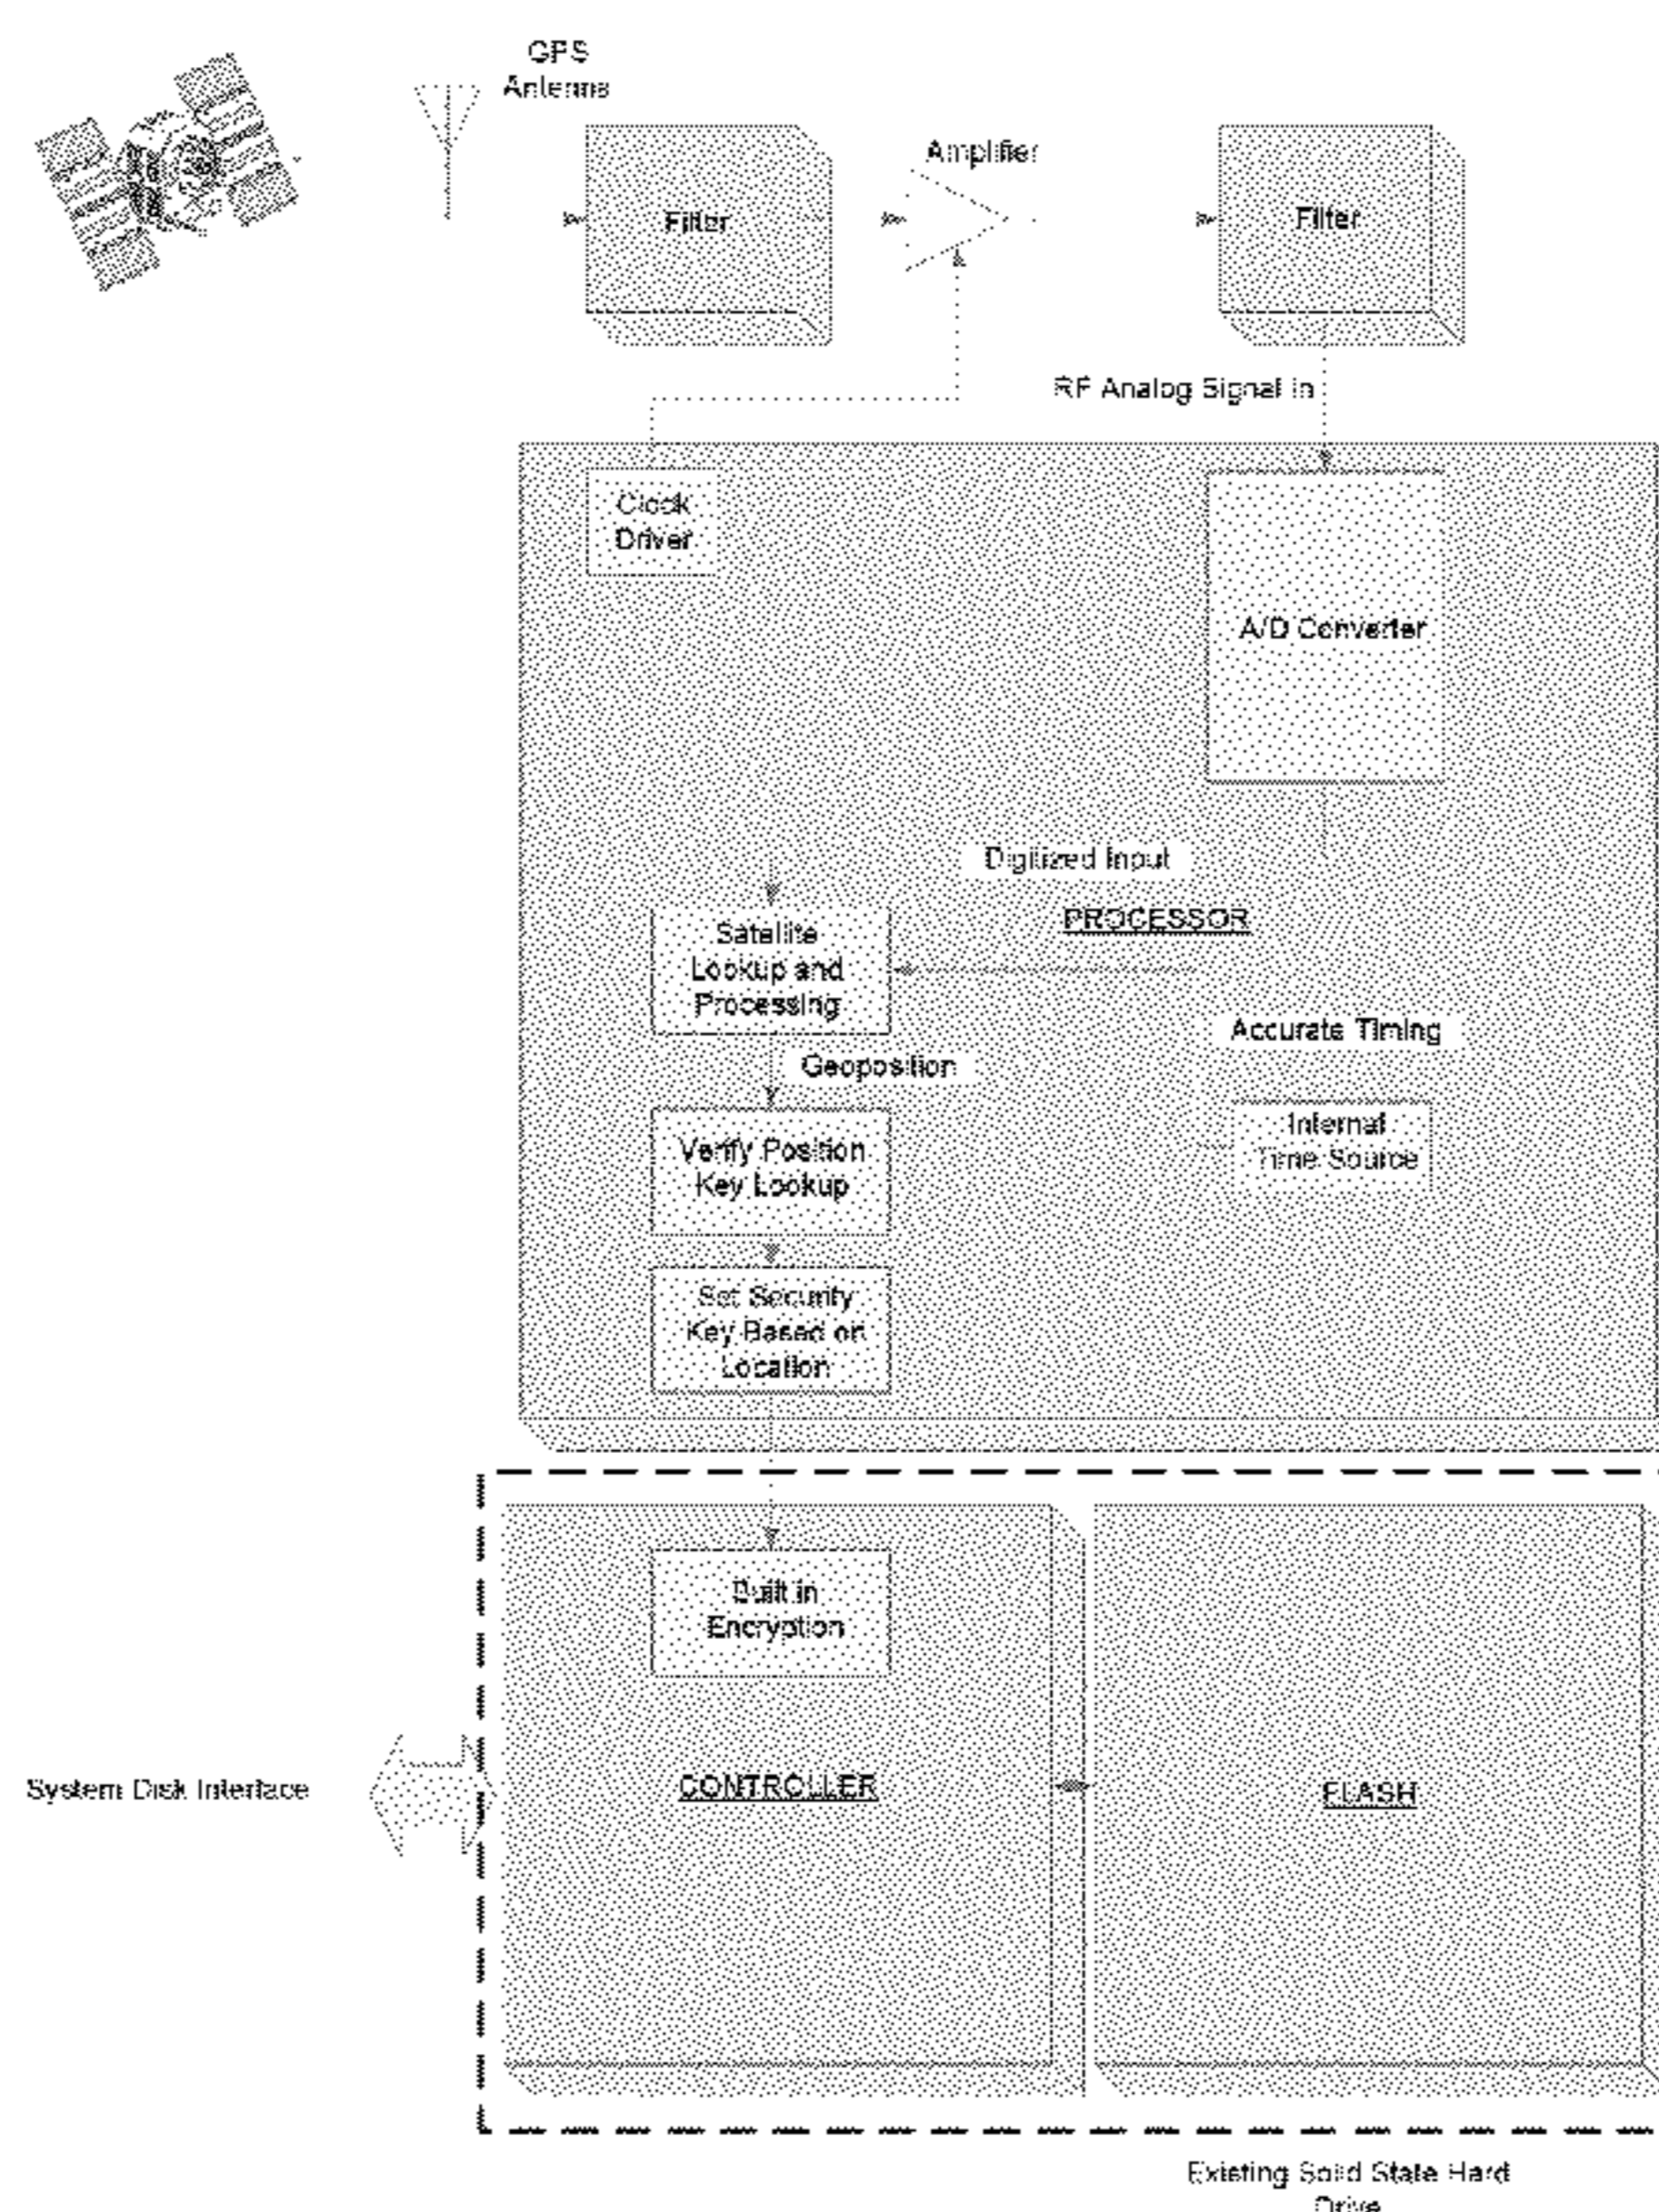 GPS
Antenna
Amplifier
Filter
Filter
RF Analog Signal in
Clock
Driver
A/D Converter
Digitized Input
PROCESSOR
Satellite
Lookup and
Processing
Accurate Timing
Geoposition
Internal
Time Source
Verify Position
Key Lookup
Set Security
Key Based on
Location
Built in
Encryption
System Disk Interface
CONTROLLER
FLASH
Existing Solid State Hard
Drive